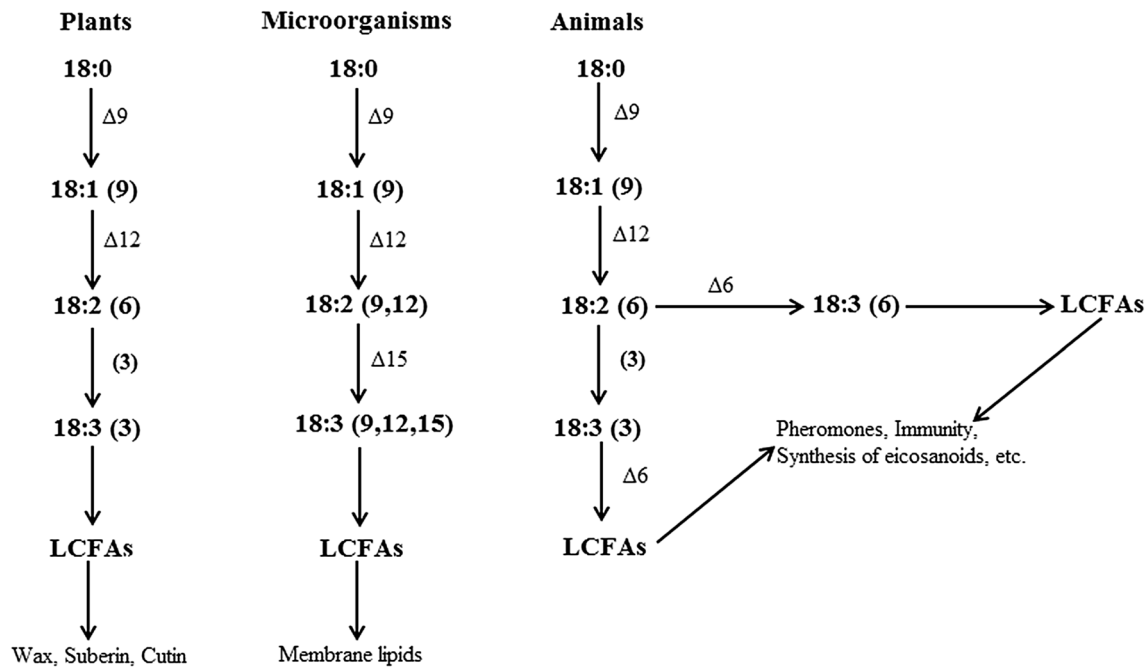 Plants
18:0
Δ9
18:1 (9)
Δ12
18:2 (6)
(3)
18:3 (3)
LCFAs
Wax, Suberin, Cutin
Microorganisms
18:0
Δ9
18:1 (9)
Δ12
18:2 (9,12)
Δ15
18:3 (9,12,15)
LCFAs
Membrane lipids
Animals
18:0
Δ9
18:1 (9)
Δ12
18:2 (6)
(3)
18:3 (3)
Δ6
LCFAs
Δ6
18:3 (6)
LCFAs
Pheromones, Immunity,
Synthesis of eicosanoids, etc.